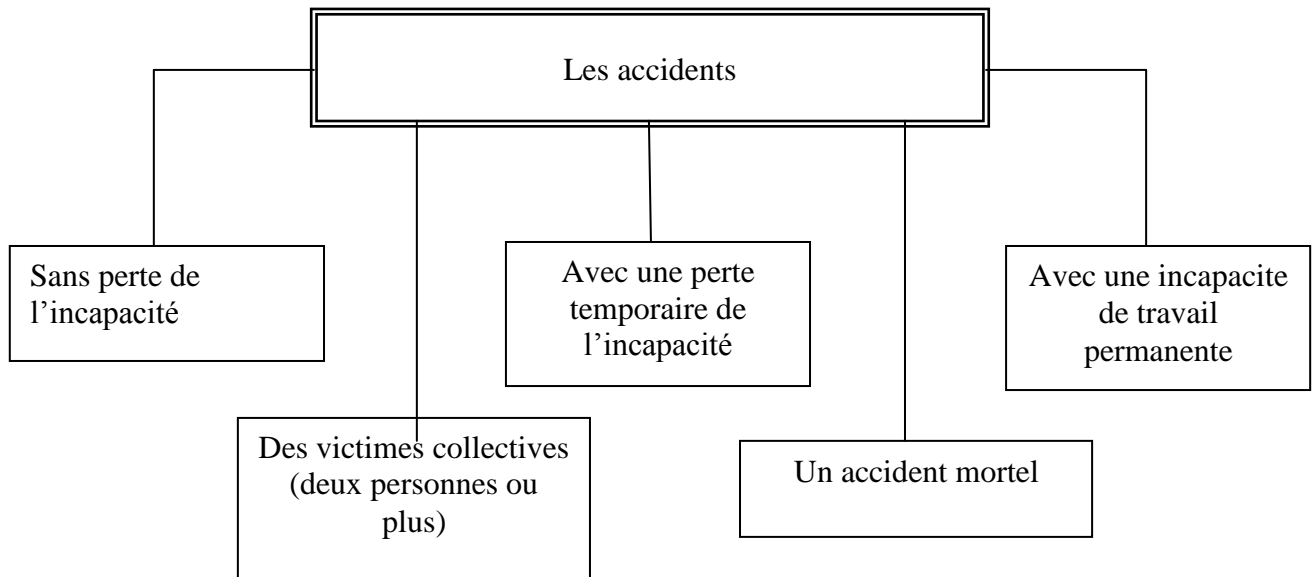 Les accidents
Sans perte de
l’incapacité
Avec une perte
temporaire de
l’incapacité
Avec une incapacite
de travail
permanente
Des victimes collectives
(deux personnes ou
plus)
Un accident mortel